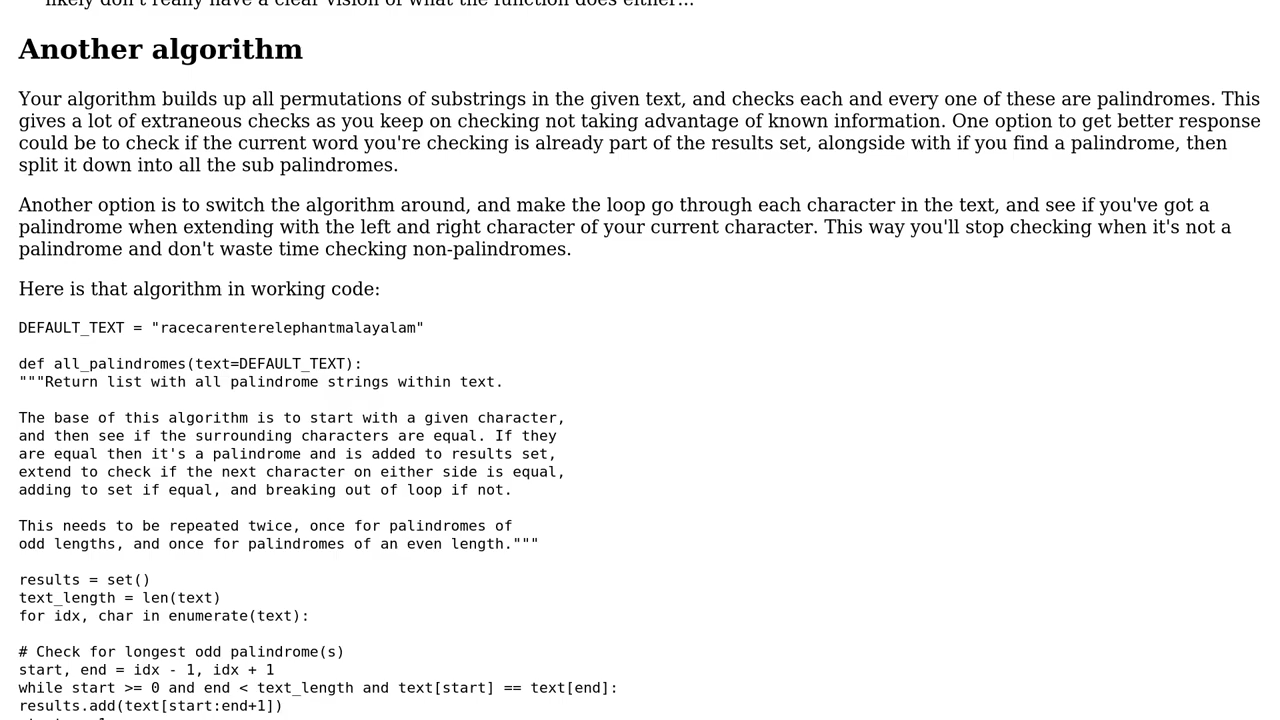 likely don't really have a clear vision of what the function does either...
Another algorithm
Your algorithm builds up all permutations of substrings in the given text, and checks each and every one of these are palindromes. This
gives a lot of extraneous checks as you keep on checking not taking advantage of known information. One option to get better response
could be to check if the current word you're checking is already part of the results set, alongside with if you find a palindrome, then
split it down into all the sub palindromes.
Another option is to switch the algorithm around, and make the loop go through each character in the text, and see if you've got a
palindrome when extending with the left and right character of your current character. This way you'll stop checking when it's not a
palindrome and don't waste time checking non-palindromes.
Here is that algorithm in working code:
DEFAULT_TEXT = "racecarenterelephantmalayalam"
def all_palindromes(text=DEFAULT_TEXT):
"""Return list with all palindrome strings within text.
The base of this algorithm is to start with a given character,
and then see if the surrounding characters are equal. If they
are equal then it's a palindrome and is added to results set,
extend to check if the next character on either side is equal,
adding to set if equal, and breaking out of loop if not.
This needs to be repeated twice, once for palindromes of
odd lengths, and once for palindromes of an even length."""
results = set()
text_length = len(text)
for idx, char in enumerate(text):
# Check for longest odd palindrome(s)
start, end = idx - 1, idx + 1
while start >= 0 and end < text_length and text[start] == text[end]:
results.add(text[start:end+1])